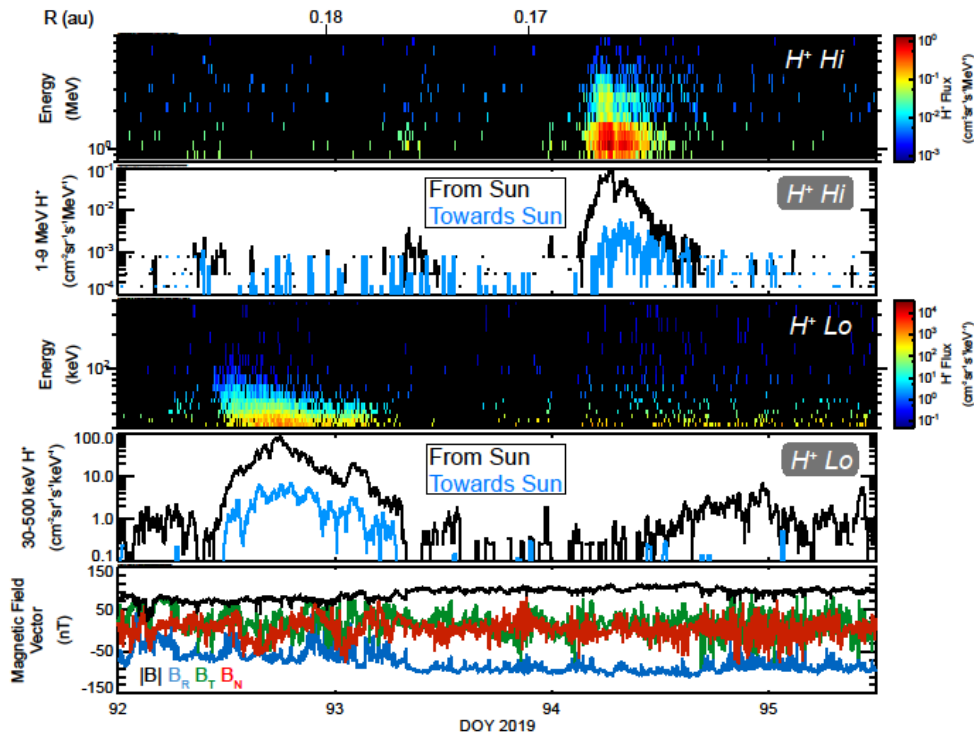 R (au) 0.18 0.17
Energy (MeV)
10⁰
H⁺ Hi
10⁰
10⁻¹
10⁻²
10⁻³
H⁺ Flux (cm²sr¹s¹MeV¹)
1-9 MeV H⁺ (cm²sr¹s¹MeV¹)
10⁻¹
10⁻²
10⁻³
10⁻⁴
From Sun
Towards Sun
H⁺ Hi
Energy (keV)
10²
H⁺ Lo
10⁴
10³
10²
10¹
10⁰
10⁻¹
H⁺ Flux (cm²sr¹s¹keV¹)
30-500 keV H⁺ (cm²sr¹s¹keV¹)
100.0
10.0
1.0
0.1
From Sun
Towards Sun
H⁺ Lo
Magnetic Field Vector (nT)
150
50
-50
-150
|B| B_R B_T B_N
92 93 94 95
DOY 2019